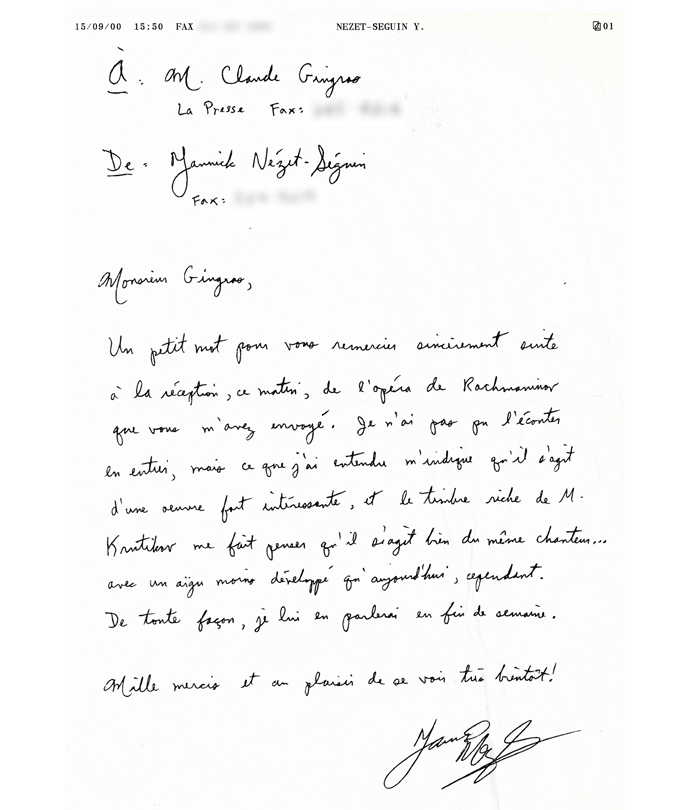 15/09/00 15:50 FAX NEZET-SEGUIN Y. 01
À : M. Claude Gingras
La Presse Fax:
De : Yannick Nézet-Séguin
Fax:
Monsieur Gingras,
Un petit mot pour vous remercier sincèrement suite
à la réception, ce matin, de l'opéra de Rachmaninov
que vous m'avez envoyé. Je n'ai pas pu l'écouter
en entier, mais ce que j'ai entendu m'indique qu'il s'agit
d'une oeuvre fort intéressante, et le timbre riche de M.
Krutikov me fait penser qu'il s'agit bien du même chanteur...
avec un aigu moins développé qu'aujourd'hui, cependant.
De toute façon, je lui en parlerai en fin de semaine.
Mille mercis et au plaisir de se voir très bientôt!